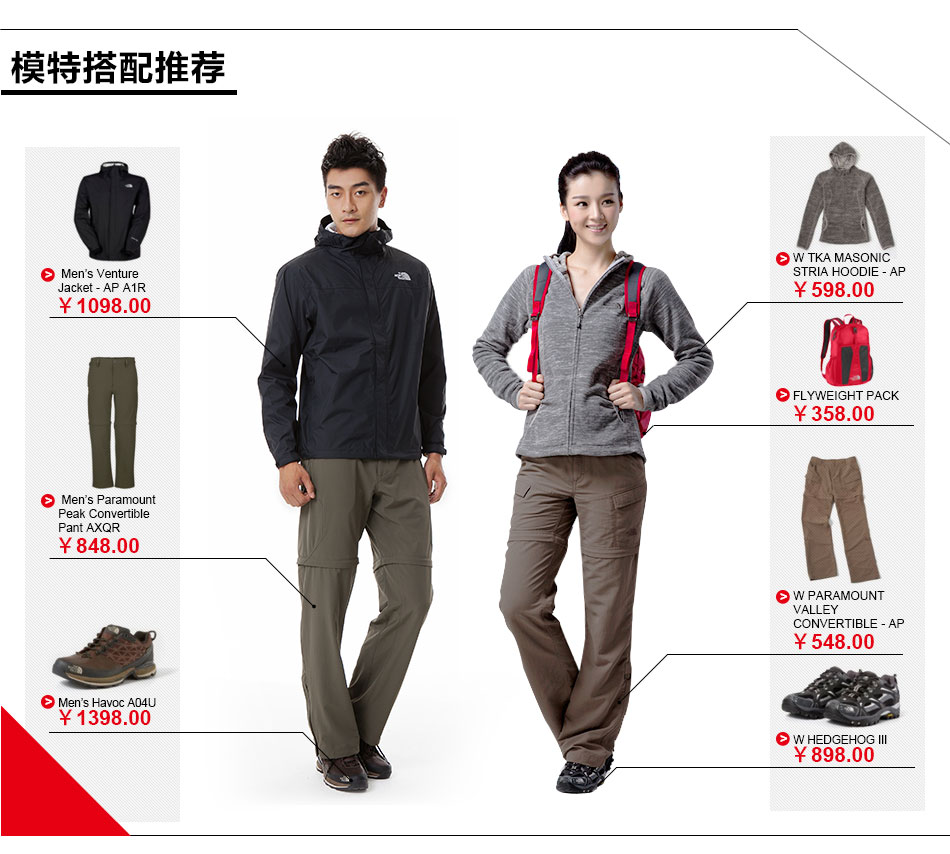 模特搭配推荐
Men's Venture
Jacket - AP A1R
￥1098.00
Men's Paramount
Peak Convertible
Pant AXQR
￥848.00
Men's Havoc A04U
￥1398.00
W TKA MASONIC
STRIA HOODIE - AP
￥598.00
FLYWEIGHT PACK
￥358.00
W PARAMOUNT
VALLEY
CONVERTIBLE - AP
￥548.00
W HEDGEHOG III
￥898.00